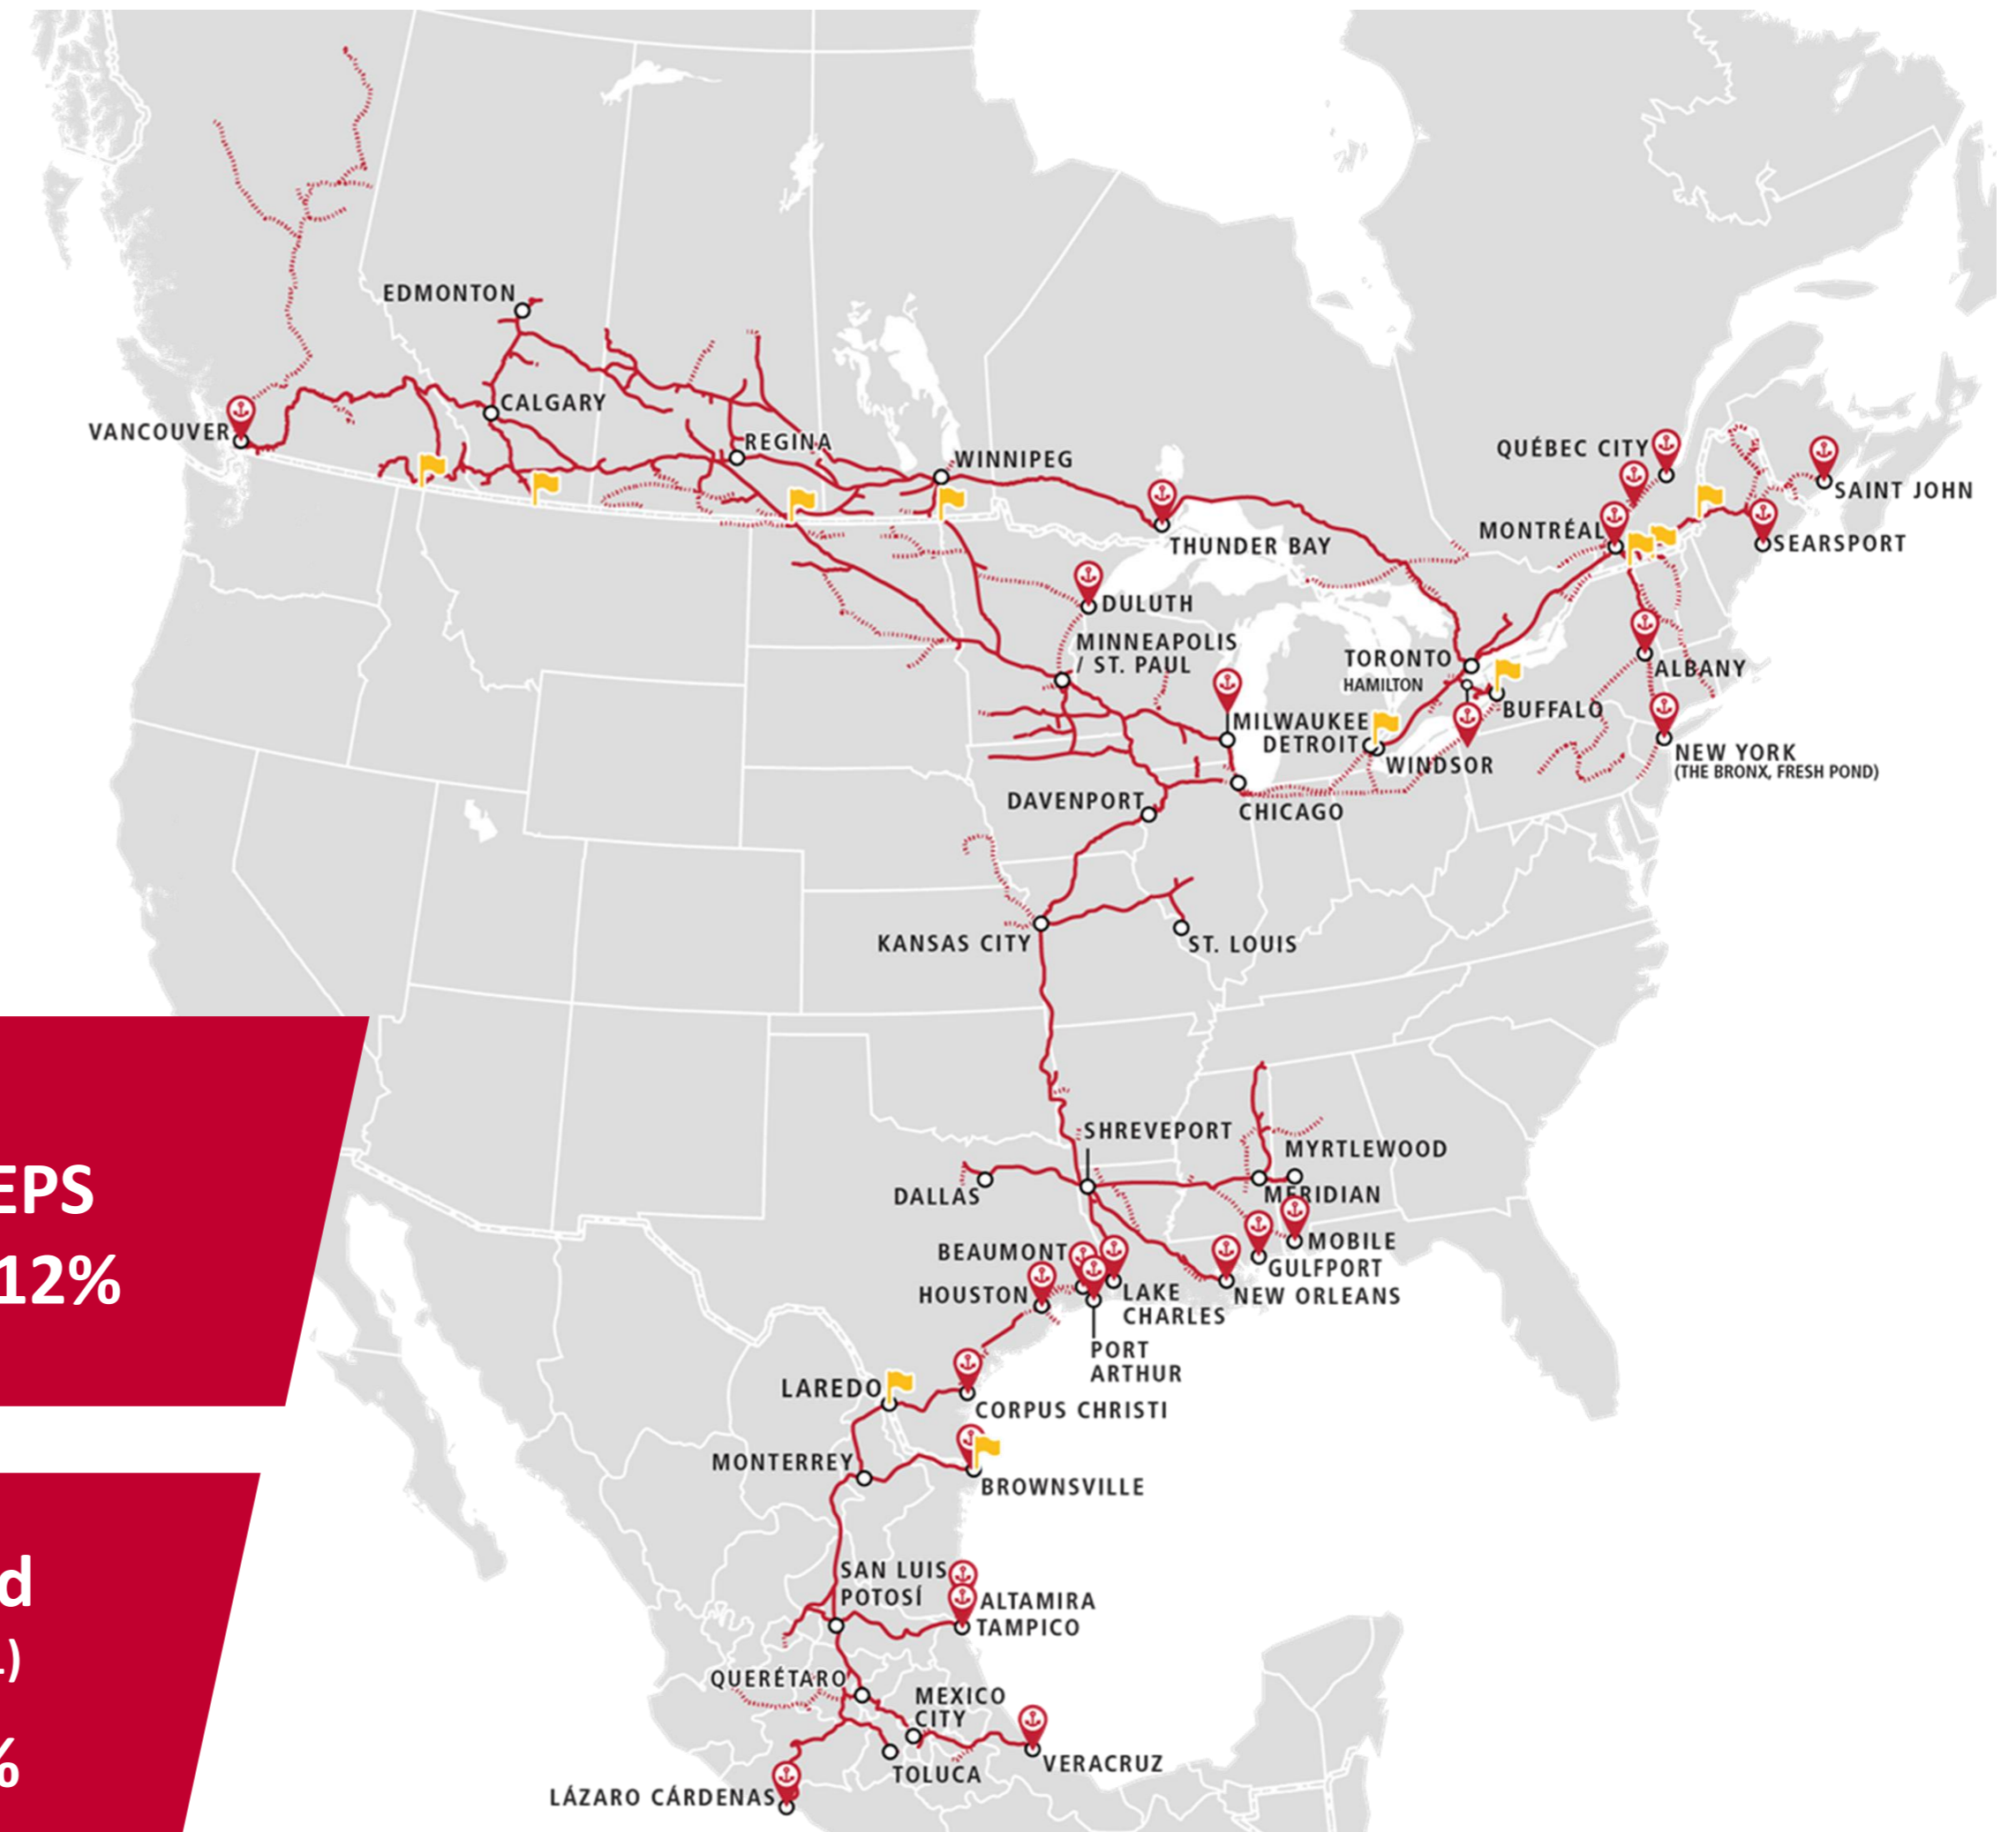 EDMONTON
CALGARY
VANCOUVER
REGINA
WINNIPEG
QUÉBEC CITY
SAINT JOHN
MONTRÉAL
SEARSPORT
THUNDER BAY
DULUTH
MINNEAPOLIS
/ ST. PAUL
TORONTO
HAMILTON
ALBANY
BUFFALO
MILWAUKEE
DETROIT
WINDSOR
NEW YORK
(THE BRONX, FRESH POND)
DAVENPORT
CHICAGO
KANSAS CITY
ST. LOUIS
SHREVEPORT
MYRTLEWOOD
DALLAS
MERIDIAN
EPS
12%
BEAUMONT
MOBILE
GULFPORT
HOUSTON
LAKE
CHARLES
NEW ORLEANS
PORT
ARTHUR
LAREDO
CORPUS CHRISTI
MONTERREY
BROWNSVILLE
SAN LUIS
POTOSÍ
ALTAMIRA
TAMPICO
d
)
%
QUERÉTARO
MEXICO
CITY
TOLUCA
VERACRUZ
LÁZARO CÁRDENAS